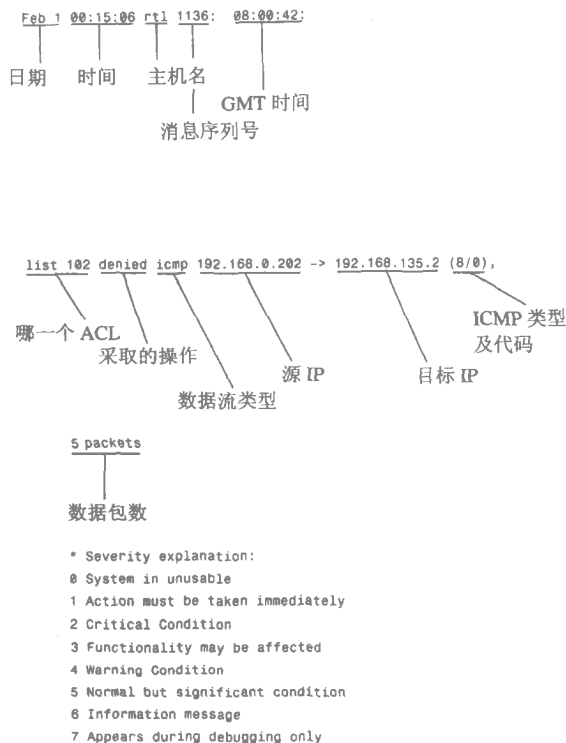 Feb 1 00:15:06 rtl 1136: 08:00:42:
日期 时间 主机名
GMT 时间
消息序列号
list 102 denied icmp 192.168.0.202 -> 192.168.135.2 (8/0),
哪一个 ACL
采取的操作
数据流类型
源 IP
目标 IP
ICMP 类型
及代码
5 packets
数据包数
* Severity explanation:
0 System in unusable
1 Action must be taken immediately
2 Critical Condition
3 Functionality may be affected
4 Warning Condition
5 Normal but significant condition
6 Information message
7 Appears during debugging only